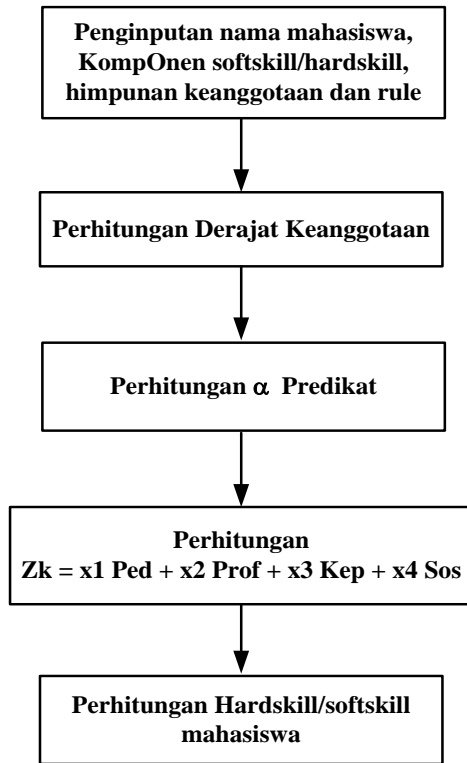 Penginputan nama mahasiswa,
KompOnen softskill/hardskill,
himpunan keanggotaan dan rule
Perhitungan Derajat Keanggotaan
Perhitungan α Predikat
Perhitungan
Zk = x1 Ped + x2 Prof + x3 Kep + x4 Sos
Perhitungan Hardskill/softskill
mahasiswa